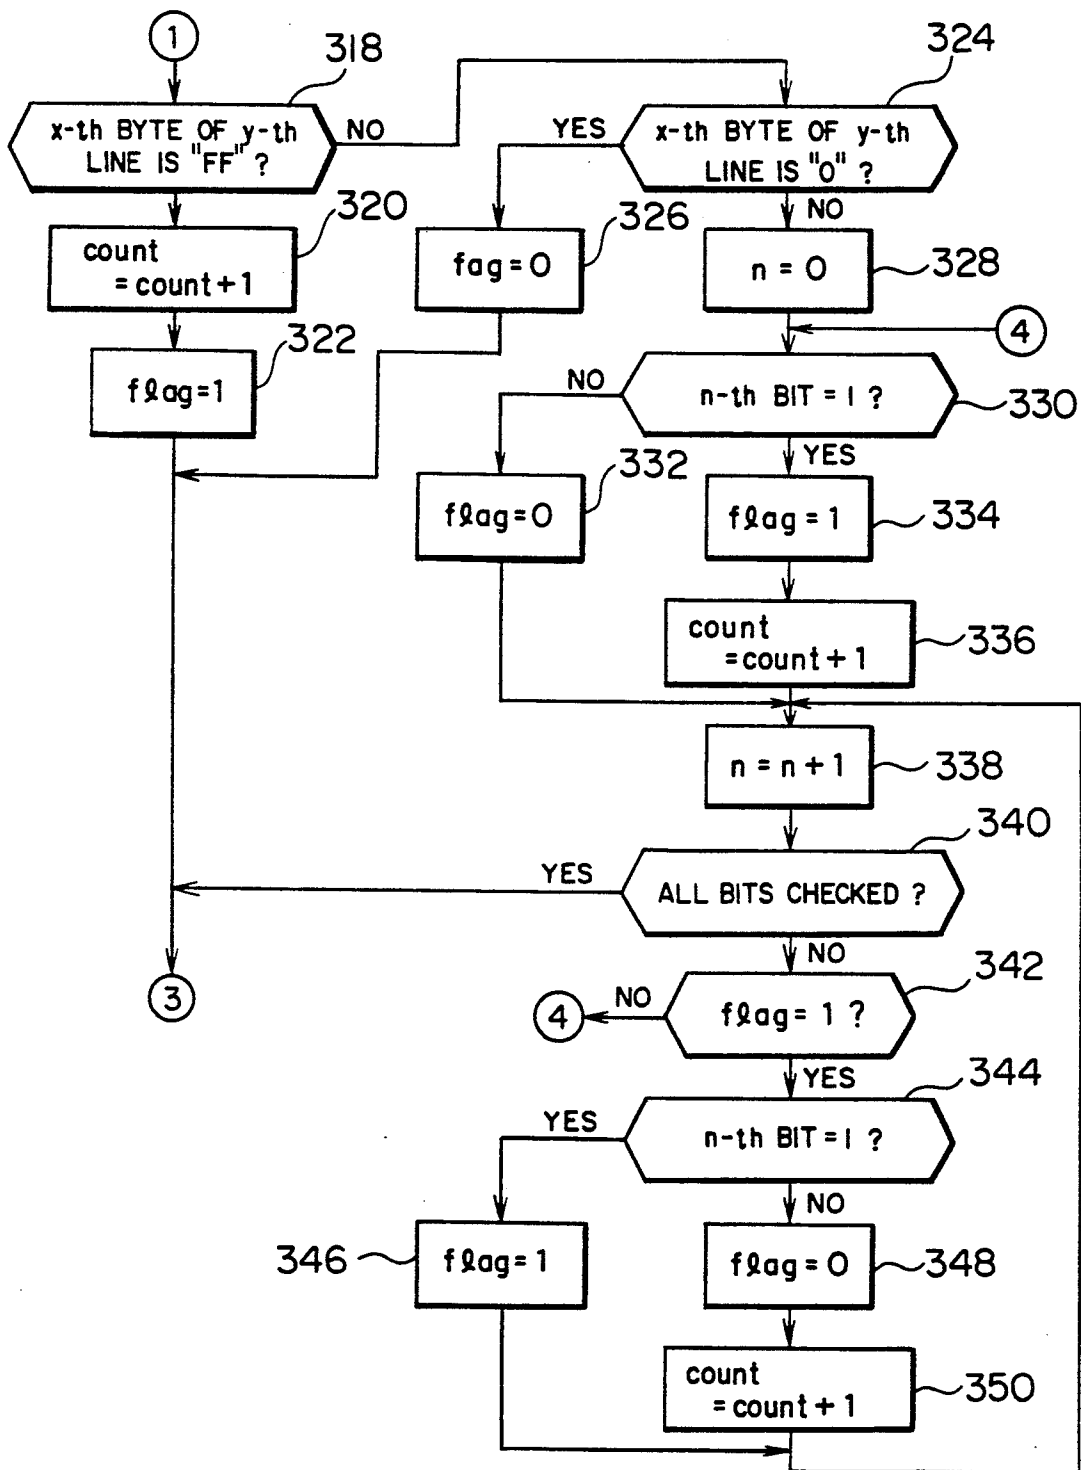 1
318
x-th BYTE OF y-th
LINE IS "FF" ?
NO
320
count
=count+1
322
flag=1
324
YES
x-th BYTE OF y-th
LINE IS "0" ?
NO
326
fag=0
n=0
328
4
NO
n-th BIT = 1 ?
330
YES
332
flag=0
flag=1
334
count
=count+1
336
n=n+1
338
340
YES
ALL BITS CHECKED ?
NO
3
342
4
NO
flag=1 ?
YES
344
YES
n-th BIT=1 ?
NO
346
flag=1
flag=0
348
count
=count+1
350